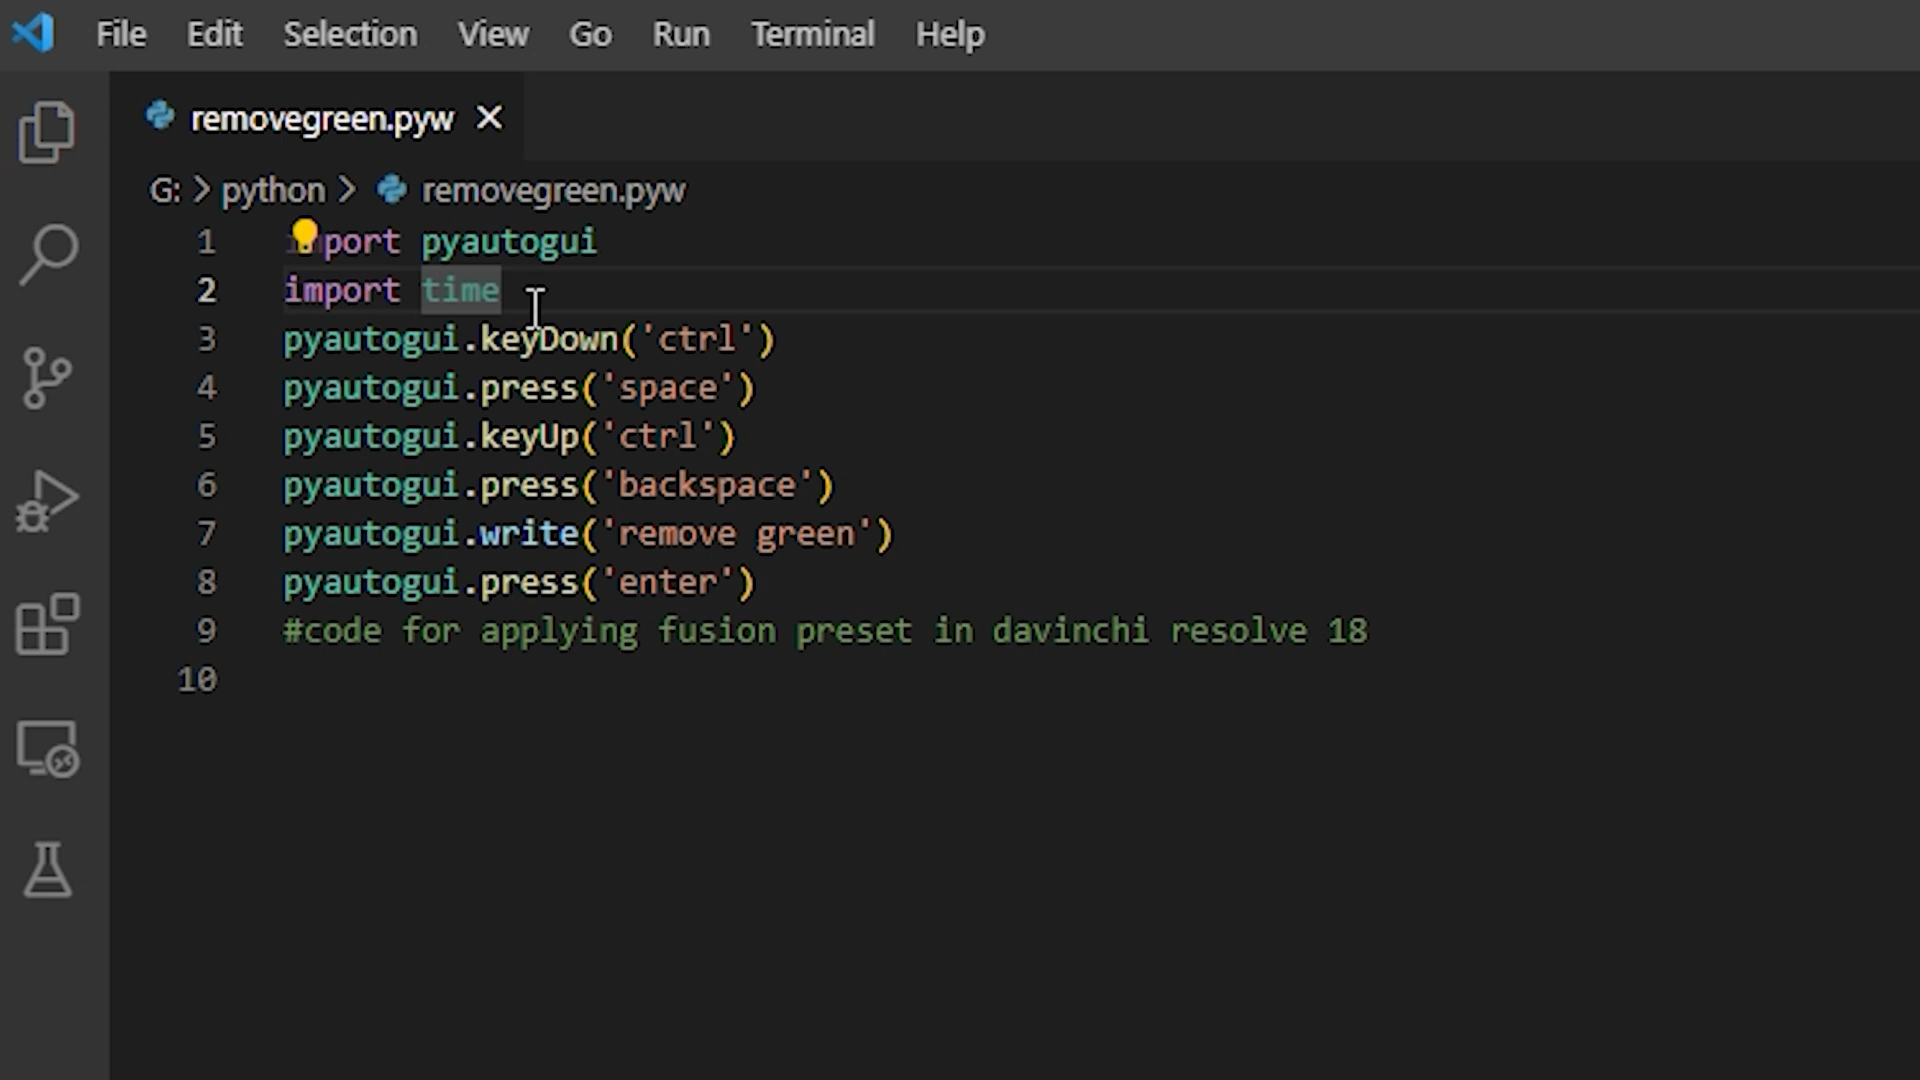 File Edit Selection View Go Run Terminal Help
removegreen.pyw
G: > python > removegreen.pyw
1 import pyautogui
2 import time
3 pyautogui.keyDown('ctrl')
4 pyautogui.press('space')
5 pyautogui.keyUp('ctrl')
6 pyautogui.press('backspace')
7 pyautogui.write('remove green')
8 pyautogui.press('enter')
9 #code for applying fusion preset in davinchi resolve 18
10